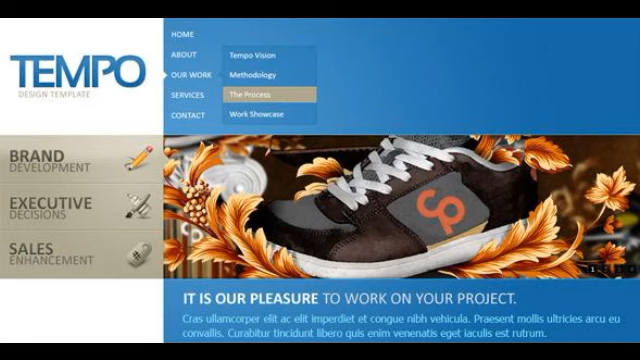 TEMPO
DESIGN TEMPLATE
HOME
ABOUT
OUR WORK
SERVICES
CONTACT
Tempo Vision
Methodology
The Process
Work Showcase
BRAND
DEVELOPMENT
EXECUTIVE
DECISIONS
SALES
ENHANCEMENT
IT IS OUR PLEASURE TO WORK ON YOUR PROJECT.
Cras ullamcorper elit ac elit imperdiet et congue nibh vehicula. Praesent mollis ultricies arcu eu
convallis. Curabitur tincidunt libero quis enim venenatis eget iaculis est rutrum.